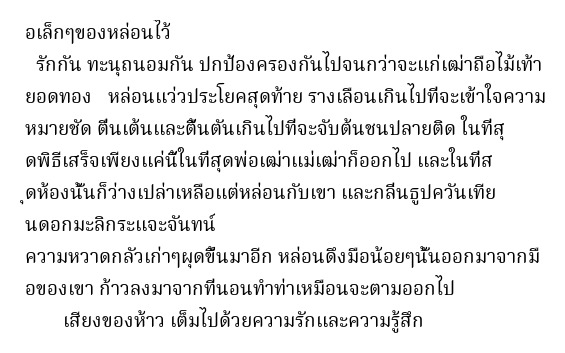 อเล็กๆของหล่อนไว้
รักกัน ทะนุถนอมกัน ปกป้องครองกันไปจนกว่าจะแก่เฒ่าถือไม้เท้า
ยอดทอง   หล่อนแว่วประโยคสุดท้าย รางเลือนเกินไปที่จะเข้าใจความ
หมายชัด ตื่นเต้นและตื้นตันเกินไปที่จะจับต้นชนปลายติด ในที่สุ
ดพิธีเสร็จเพียงแค่นี้ในที่สุดพ่อเฒ่าแม่เฒ่าก็ออกไป และในที่ส
ุดห้องนั้นก็ว่างเปล่าเหลือแต่หล่อนกับเขา และกลิ่นธูปควันเทีย
นดอกมะลิกระแจะจันทน์
ความหวาดกลัวเก่าๆผุดขึ้นมาอีก หล่อนดึงมือน้อยๆนั้นออกมาจากมื
อของเขา ก้าวลงมาจากที่นอนทำท่าเหมือนจะตามออกไป
เสียงของห้าว เต็มไปด้วยความรักและความรู้สึก